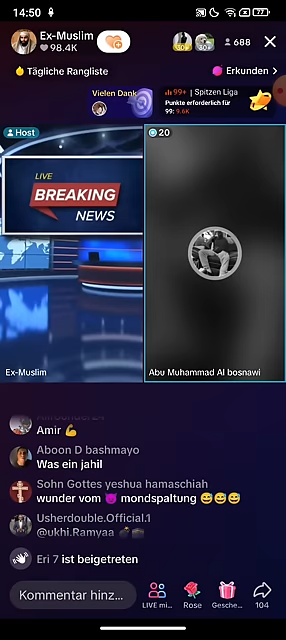 14:50
77
Ex-Muslim
98.4K
688
Tägliche Rangliste
Erkunden >
Vielen Dank
99+ | Spitzen Liga
Punkte erforderlich für
99: 9.6K
Host
20
LIVE
BREAKING
NEWS
Ex-Muslim
Abu Muhammad Al bosnawi
Amir 💪
Aboon D bashmayo
Was ein jahil
Sohn Gottes yeshua hamaschiah
wunder vom 😈 mondspaltung 😅😅😅
Usherdouble.Official.1
@ukhi.Ramyaa
Eri 7 ist beigetreten
Kommentar hinz...
LIVE mi...
Rose
Gesche...
104